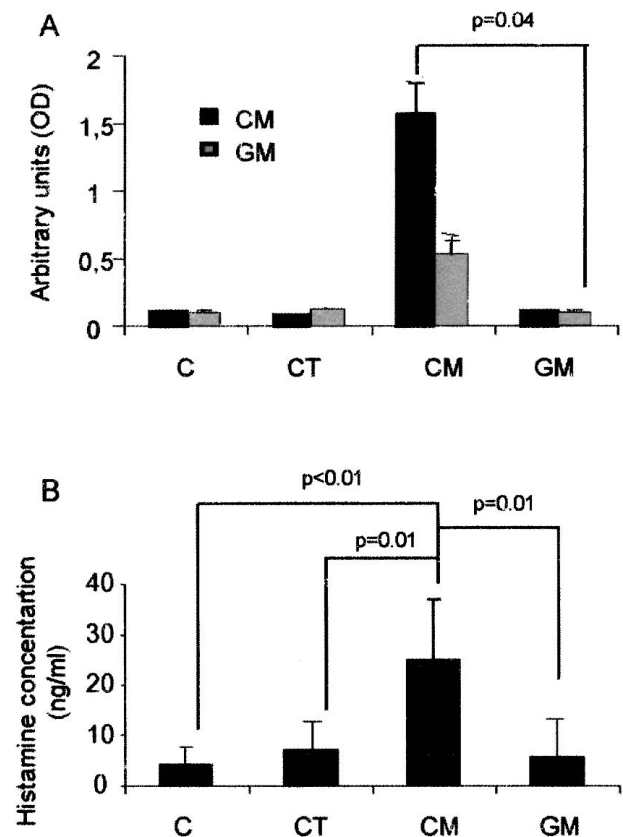 A
p=0.04
Arbitrary units (OD)
2
1,5
1
0.5
0
CM
GM
C CT CM GM
B
p<0.01
p=0.01
p=0.01
Histamine concentartion
(ng/ml)
40
30
20
10
0
C CT CM GM